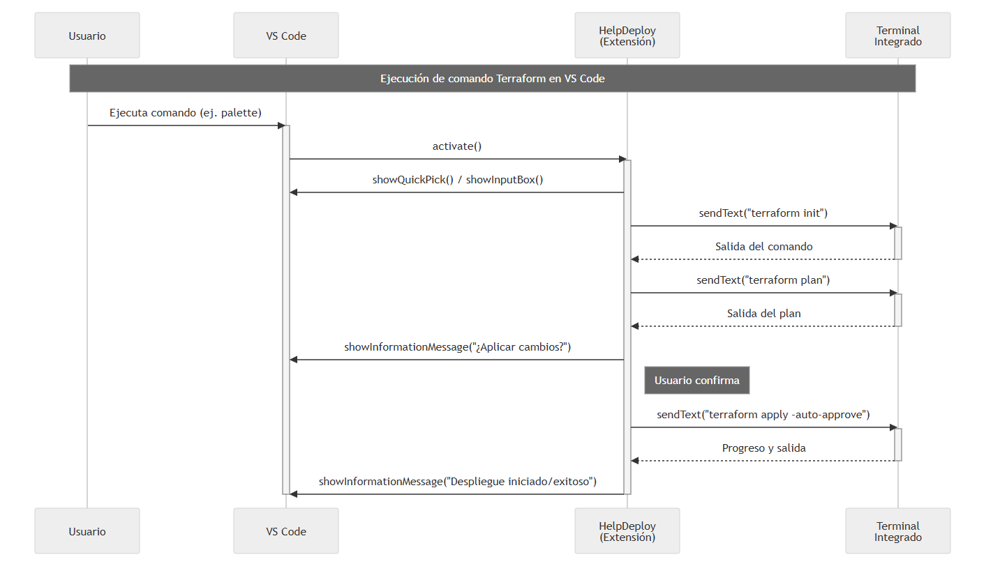 Usuario
VS Code
HelpDeploy
(Extensión)
Terminal
Integrado
Ejecución de comando Terraform en VS Code
Ejecuta comando (ej. palette)
activate()
showQuickPick() / showInputBox()
sendText("terraform init")
Salida del comando
sendText("terraform plan")
Salida del plan
showInformationMessage("¿Aplicar cambios?")
Usuario confirma
sendText("terraform apply -auto-approve")
Progreso y salida
showInformationMessage("Despliegue iniciado/exitoso")
Usuario
VS Code
HelpDeploy
(Extensión)
Terminal
Integrado